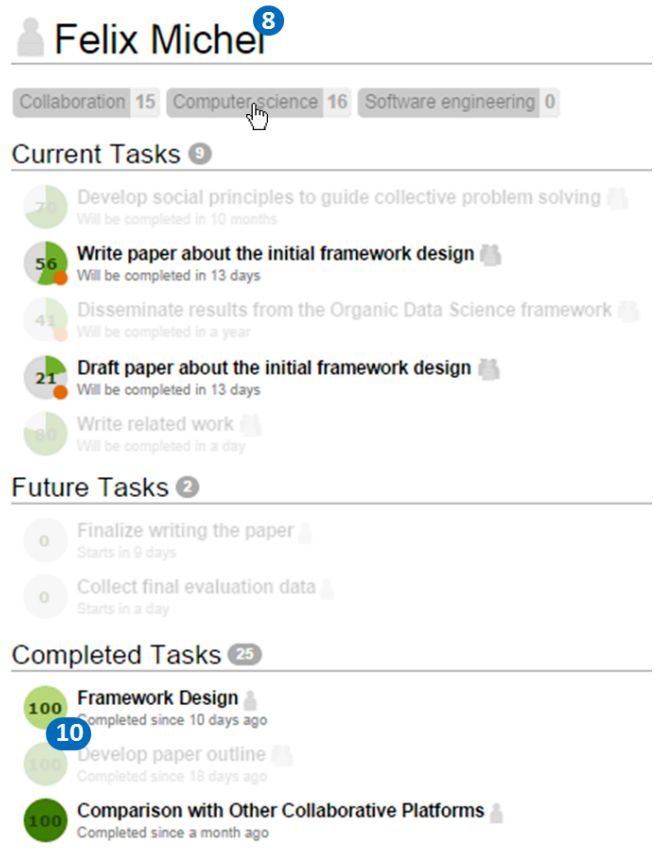 Felix Michel 8
Collaboration 15 Computer science 16 Software engineering 0
Current Tasks 9
70 Develop social principles to guide collective problem solving
Will be completed in 10 months
56 Write paper about the initial framework design
Will be completed in 13 days
41 Disseminate results from the Organic Data Science framework
Will be completed in a year
21 Draft paper about the initial framework design
Will be completed in 13 days
80 Write related work
Will be completed in a day
Future Tasks 2
0 Finalize writing the paper
Starts in 9 days
0 Collect final evaluation data
Starts in a day
Completed Tasks 25
100 Framework Design
Completed since 10 days ago
10
100 Develop paper outline
Completed since 18 days ago
100 Comparison with Other Collaborative Platforms
Completed since a month ago